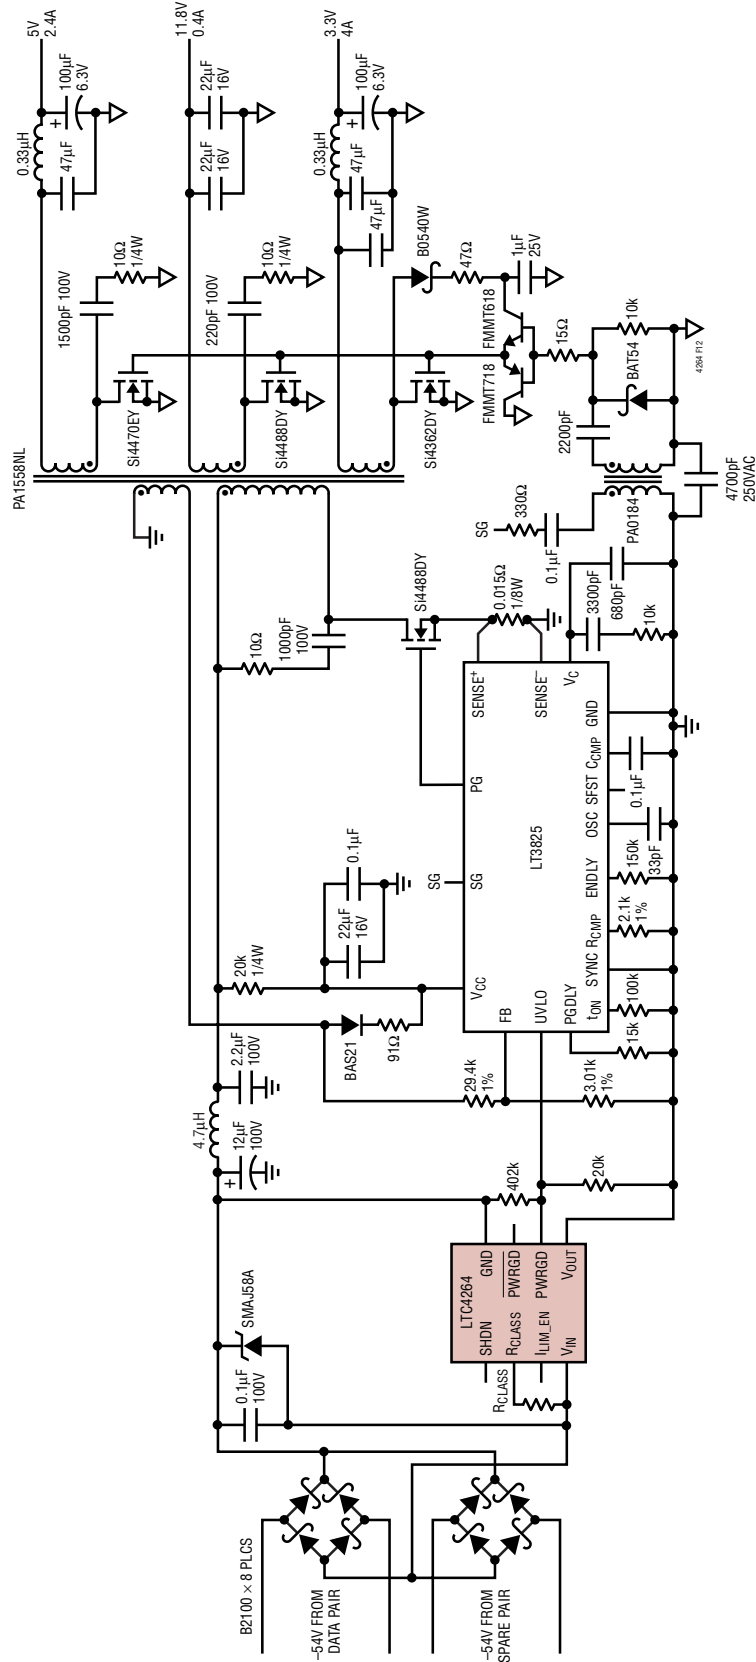 B2100 × 8 PLCS
–54V FROM
DATA PAIR
–54V FROM
SPARE PAIR
0.1µF
100V
SMAJ58A
RCLASS
LTC4264
SHDN
RCLASS
ILIM_EN
VIN
GND
PWRGD
PWRGD
VOUT
402k
20k
+
12µF
100V
4.7µH
2.2µF
100V
BAS21
91Ω
29.4k
1%
3.01k
1%
15k
100k
2.1k
1%
150k
33pF
0.1µF
20k
1/4W
22µF
16V
0.1µF
SG
LT3825
VCC
SG
PG
FB
UVLO
PGDLY
tON
SYNC
RCMP
ENDLY
OSC
SFST
CCMP
GND
SENSE+
SENSE–
VC
10Ω
1000pF
100V
Si4488DY
0.015Ω
1/8W
3300pF
680pF
10k
SG
330Ω
0.1µF
PA0184
4700pF
250VAC
2200pF
BAT54
10k
15Ω
FMMT718
FMMT618
1µF
25V
47Ω
B0540W
PA1558NL
Si4470EY
Si4488DY
Si4362DY
1500pF 100V
10Ω
1/4W
220pF 100V
10Ω
1/4W
47µF
0.33µH
+
100µF
6.3V
5V
2.4A
22µF
16V
22µF
16V
11.8V
0.4A
47µF
47µF
0.33µH
+
100µF
6.3V
3.3V
4A
4264 F12